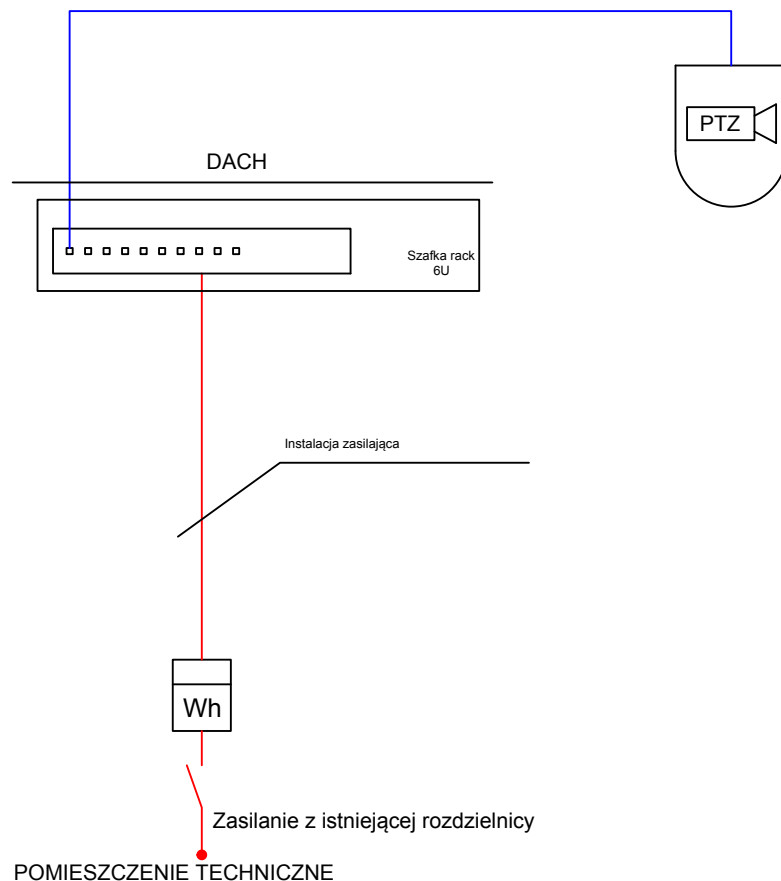 PTZ
DACH
Szafka rack
6U
Instalacja zasilająca
Wh
Zasilanie z istniejącej rozdzielnicy
POMIESZCZENIE TECHNICZNE